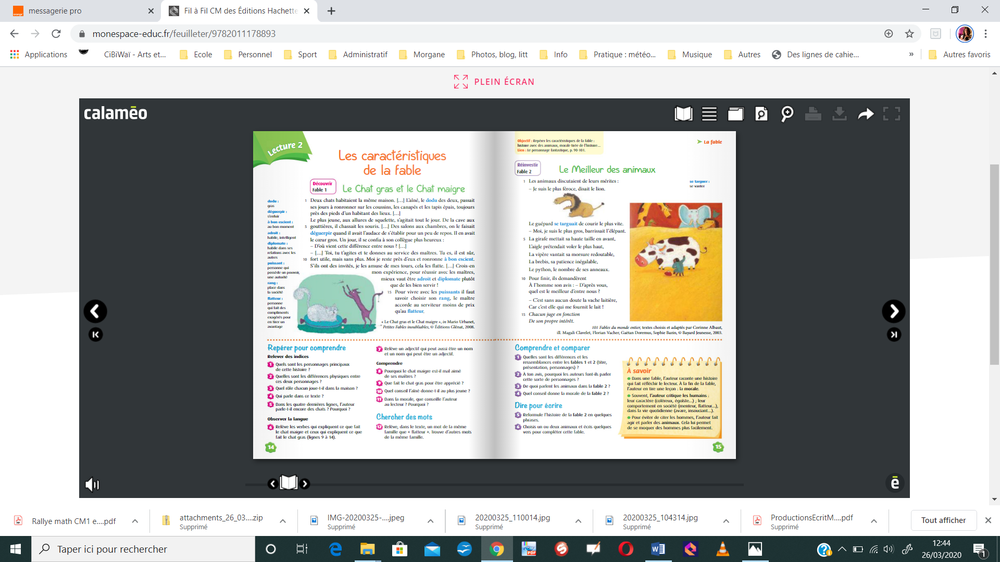 messagerie pro
Fil à Fil CM des Éditions Hachette
monespace-educ.fr/feuilleter/9782011178893
Applications
CiBiWaï - Arts et...
Ecole
Personnel
Sport
Administratif
Morgane
Photos, blog, litt
Info
Pratique : météo...
Musique
Autres
Des lignes de cahie...
»
Autres favoris
PLEIN ÉCRAN
calamēo
Lecture 2
Les caractéristiques
de la fable
Découvrir
Fable 1
Le Chat gras et le Chat maigre
dodu :
gras
déguerpir :
s'enfuir
à bon escient :
au bon moment
adroit :
habile, intelligent
diplomate :
habile dans ses
relations avec les
autres
puissant :
personne qui
possède un pouvoir,
une autorité
rang :
place dans
la société
flatteur :
personne
qui fait des
compliments
exagérés pour
en tirer un
avantage
1 Deux chats habitaient la même maison. [...] L'aîné, le dodu des deux, passait
ses jours à ronronner sur les coussins, les canapés et les tapis épais, toujours
près des pieds d'un habitant des lieux. [...]
Le plus jeune, aux allures de squelette, s'agitait tout le jour. De la cave aux
5 gouttières, il chassait les souris. [...] Des salons aux chambres, on le faisait
déguerpir quand il avait l'audace de s'établir pour un peu de repos. Il en avait
le cœur gros. Un jour, il se confia à son collègue plus heureux :
– D'où vient cette différence entre nous ? [...]
– [...] Toi, tu t'agites et te donnes au service des maîtres. Tu es, il est sûr,
10 fort utile, mais sans plus. Moi je reste près d'eux et ronronne à bon escient.
S'ils ont des invités, je les amuse de mes tours, cela les flatte. [...] Crois-en
mon expérience, pour réussir avec les maîtres,
mieux vaut être adroit et diplomate plutôt
que de les bien servir !
15 Pour vivre avec les puissants il faut
savoir choisir son rang, le maître
accorde au serviteur moins de prix
qu'au flatteur.
« Le Chat gras et le Chat maigre », in Mario Urbanet,
Petites Fables inoubliables, © Éditions Glénat, 2008.
Repérer pour comprendre
Relever des indices
1 Quels sont les personnages principaux
de cette histoire ?
2 Quelles sont les différences physiques entre
ces deux personnages ?
3 Quel rôle chacun joue-t-il dans la maison ?
4 Qui parle dans ce texte ?
5 Dans les quatre dernières lignes, l'auteur
parle-t-il encore des chats ? Pourquoi ?
Observer la langue
6 Relève les verbes qui expliquent ce que fait
le chat maigre et ceux qui expliquent ce que
fait le chat gras (lignes 9 à 14).
7 Relève un adjectif qui peut aussi être un nom
et un nom qui peut être un adjectif.
Comprendre
8 Pourquoi le chat maigre est-il mal aimé
de ses maîtres ?
9 Que fait le chat gras pour être apprécié ?
10 Quel conseil l'aîné donne-t-il au plus jeune ?
11 Dans la morale, que conseille l'auteur
au lecteur ? Pourquoi ?
Chercher des mots
12 Relève, dans le texte, un mot de la même
famille que « flatteur ». Trouve d'autres mots
de la même famille.
14
Objectif : Repérer les caractéristiques de la fable :
histoire avec des animaux, morale tirée de l'histoire...
Lien : Le personnage fantastique, p. 90-101.
La fable
Réinvestir
Fable 2
Le Meilleur des animaux
1 Les animaux discutaient de leurs mérites :
– Je suis le plus féroce, disait le lion.
se targuer :
se vanter
Le guépard se targuait de courir le plus vite.
– Moi, je suis le plus gros, barrissait l'élépant.
5 La girafe mettait sa haute taille en avant,
L'aigle prétendait voler le plus haut,
La vipère vantait sa morsure redoutable,
La brebis, sa patience inégalable,
Le python, le nombre de ses anneaux.
10 Pour finir, ils demandèrent
À l'homme son avis : – D'après vous,
quel est le meilleur d'entre nous ?
– C'est sans aucun doute la vache laitière,
Car c'est elle qui me fournit le lait !
15 Chacun juge en fonction
De son propre intérêt.
101 Fables du monde entier, textes choisis et adaptés par Corinne Albaut,
ill. Magali Clavelet, Florian Vacher, Gaëtan Doremus, Sophie Bazin, © Bayard Jeunesse, 2003.
Comprendre et comparer
1 Quelles sont les différences et les
ressemblances entre les fables 1 et 2 (titre,
présentation, personnages) ?
2 À ton avis, pourquoi les auteurs font-ils parler
cette sorte de personnages ?
3 De quoi parlent les animaux dans la fable 2 ?
4 Quel conseil donne la morale de la fable 2 ?
Dire pour écrire
5 Reformule l'histoire de la fable 2 en quelques
phrases.
6 Choisis un ou deux animaux et écris quelques
vers pour compléter cette fable.
À savoir
● Dans une fable, l'auteur raconte une histoire
qui fait réfléchir le lecteur. À la fin de la fable,
l'auteur en tire une leçon : la morale.
● Souvent, l'auteur critique les humains :
leur caractère (coléreux, égoïste...) ; leur
comportement en société (menteur, flatteur...),
dans la vie quotidienne (avare, insouciant...).
● Pour éviter de citer les hommes, l'auteur fait
agir et parler des animaux. Cela lui permet
de se moquer des hommes plus facilement.
15
ē
Rallye math CM1 e....pdf
attachments_26_03....zip
Supprimé
IMG-20200325-....jpeg
Supprimé
20200325_110014.jpg
Supprimé
20200325_104314.jpg
Supprimé
ProductionsEcritM....pdf
Supprimé
Tout afficher
Taper ici pour rechercher
12:44
26/03/2020
1